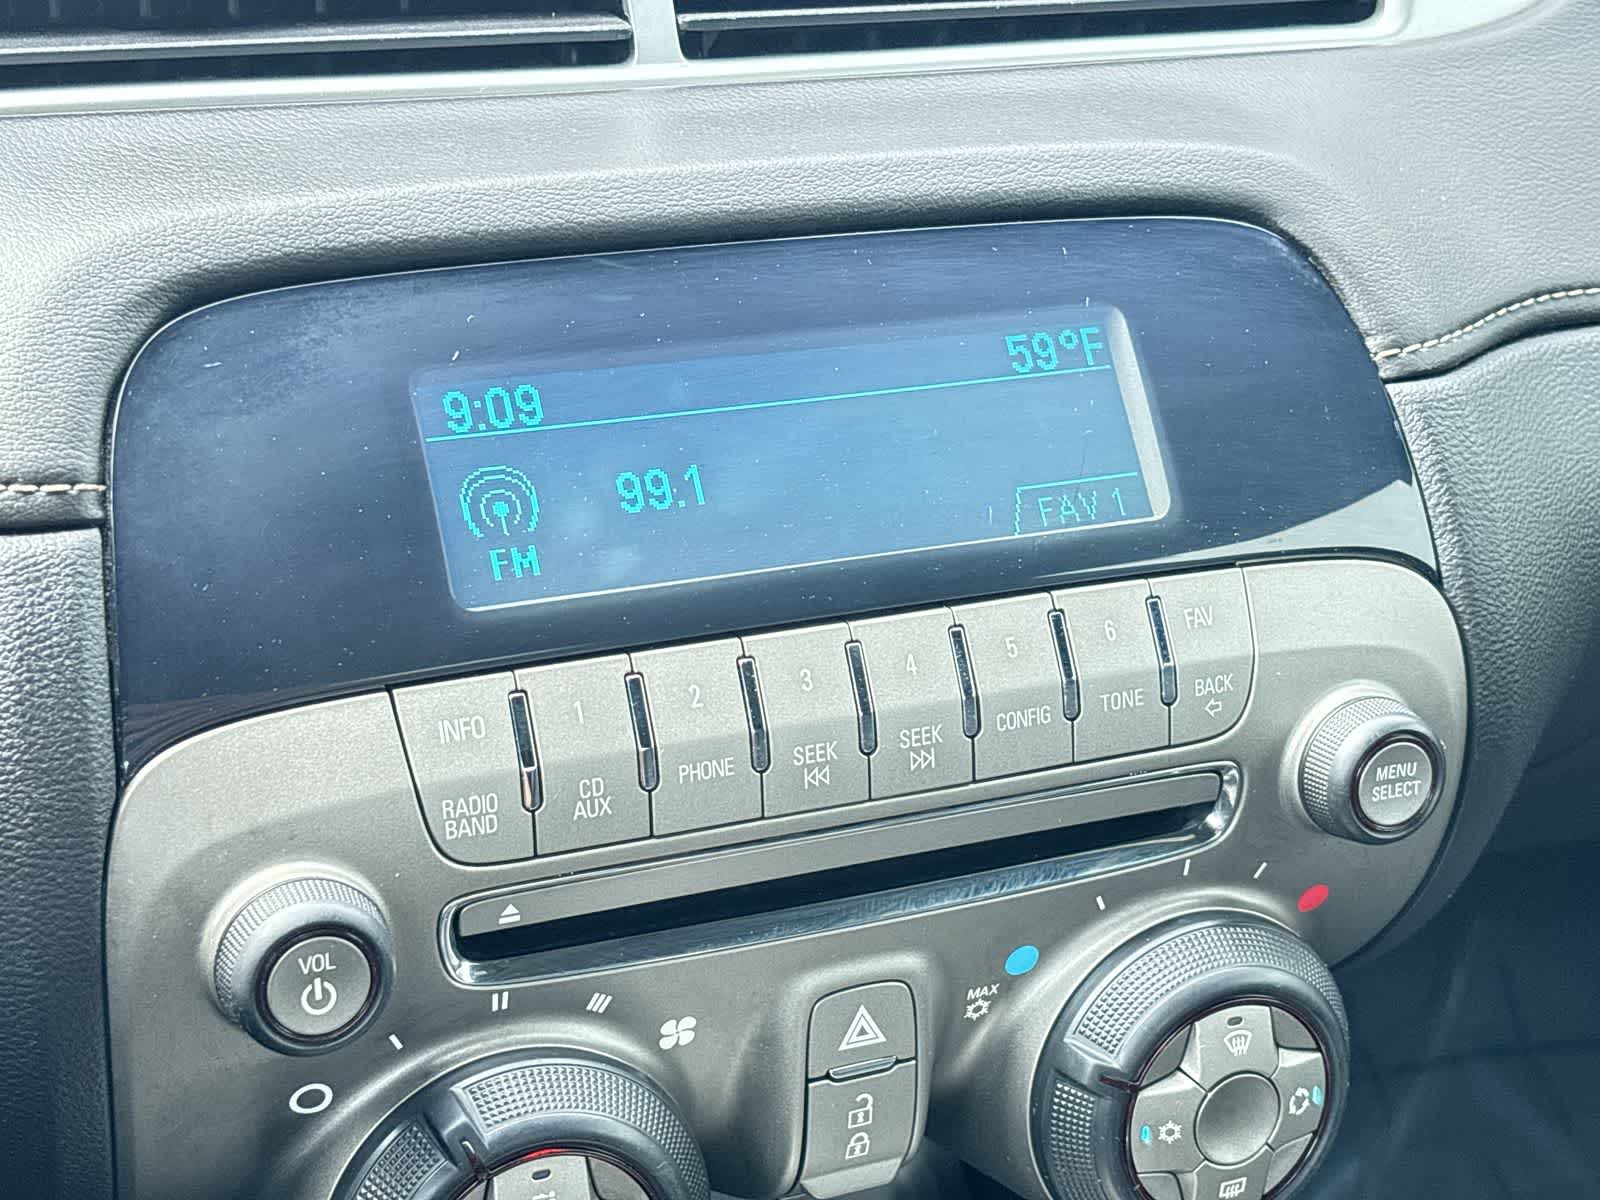 59°F
9:09
99.1
FM
FAV 1
INFO
1
2
3
4
5
6
FAV
RADIO
BAND
CD
AUX
PHONE
SEEK
SEEK
CONFIG
TONE
BACK
MENU
SELECT
VOL
MAX